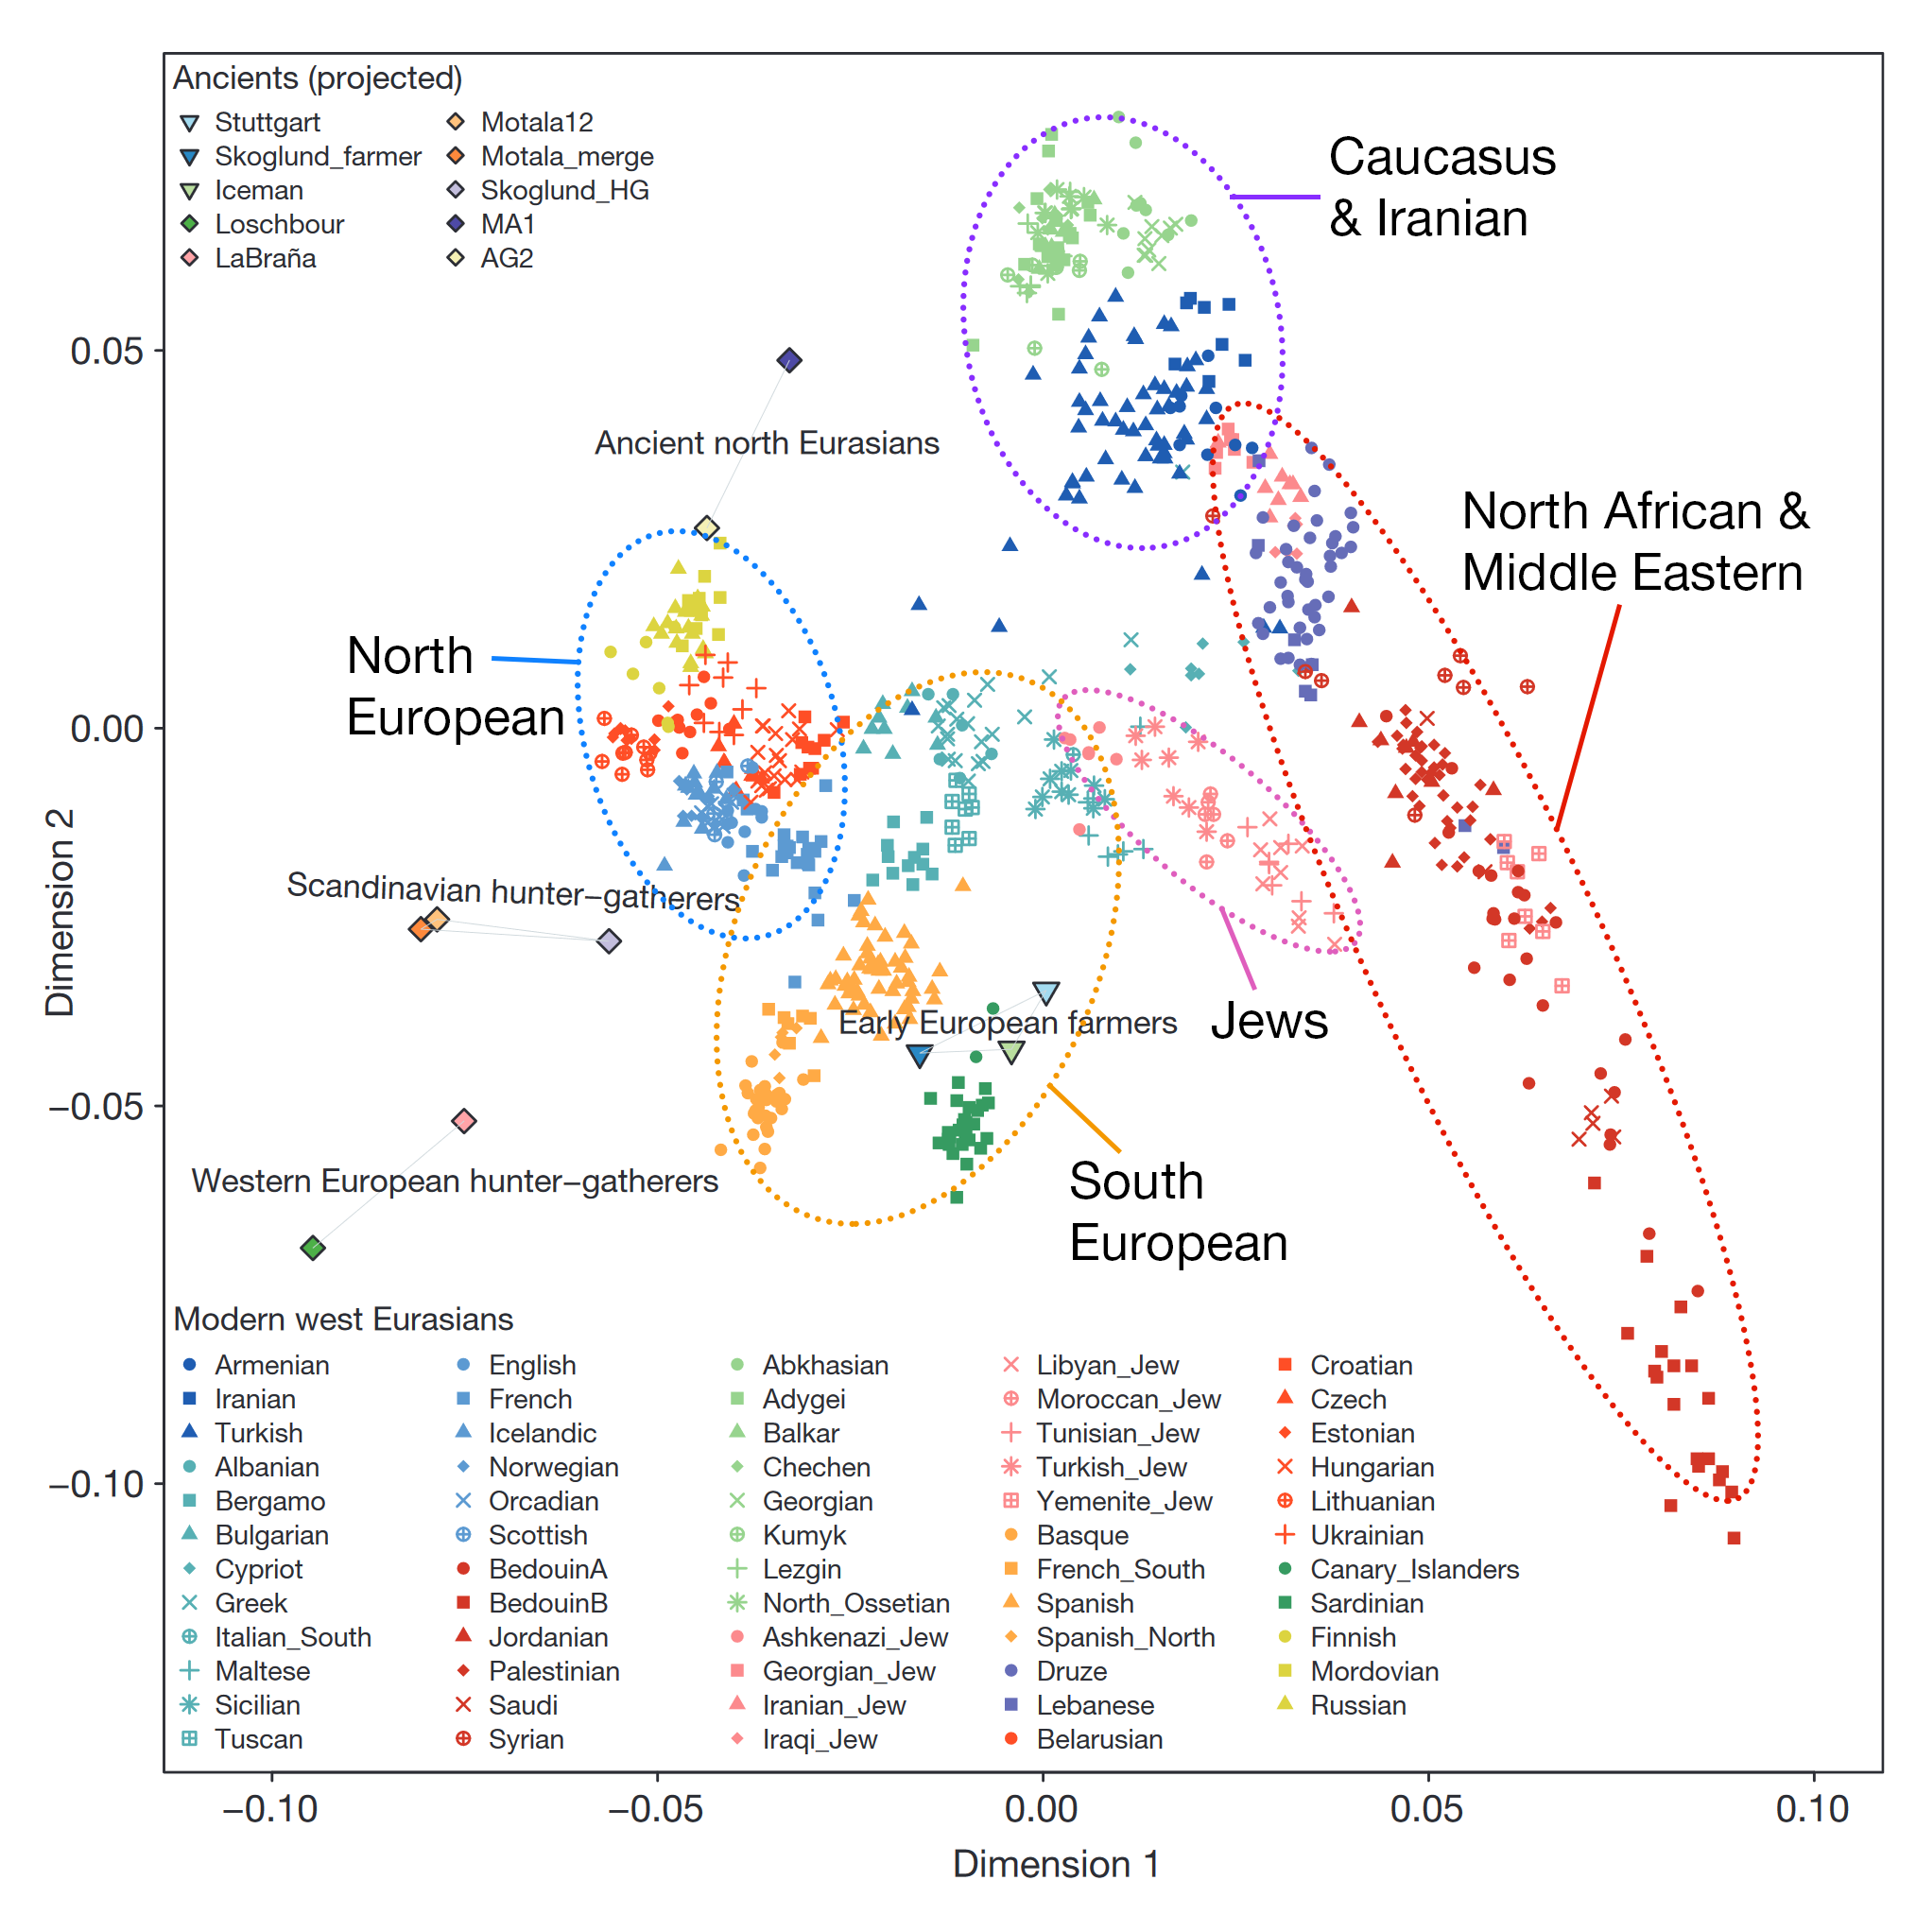 Ancients (projected)
Stuttgart
Skoglund_farmer
Iceman
Loschbour
LaBraña
Motala12
Motala_merge
Skoglund_HG
MA1
AG2
Caucasus
& Iranian
North African &
Middle Eastern
Ancient north Eurasians
North
European
Scandinavian hunter–gatherers
Early European farmers
Jews
Western European hunter–gatherers
South
European
Modern west Eurasians
Armenian
Iranian
Turkish
Albanian
Bergamo
Bulgarian
Cypriot
Greek
Italian_South
Maltese
Sicilian
Tuscan
English
French
Icelandic
Norwegian
Orcadian
Scottish
BedouinA
BedouinB
Jordanian
Palestinian
Saudi
Syrian
Abkhasian
Adygei
Balkar
Chechen
Georgian
Kumyk
Lezgin
North_Ossetian
Ashkenazi_Jew
Georgian_Jew
Iranian_Jew
Iraqi_Jew
Libyan_Jew
Moroccan_Jew
Tunisian_Jew
Turkish_Jew
Yemenite_Jew
Basque
French_South
Spanish
Spanish_North
Druze
Lebanese
Belarusian
Croatian
Czech
Estonian
Hungarian
Lithuanian
Ukrainian
Canary_Islanders
Sardinian
Finnish
Mordovian
Russian
0.05
0.00
−0.05
−0.10
Dimension 2
−0.10
−0.05
0.00
0.05
0.10
Dimension 1